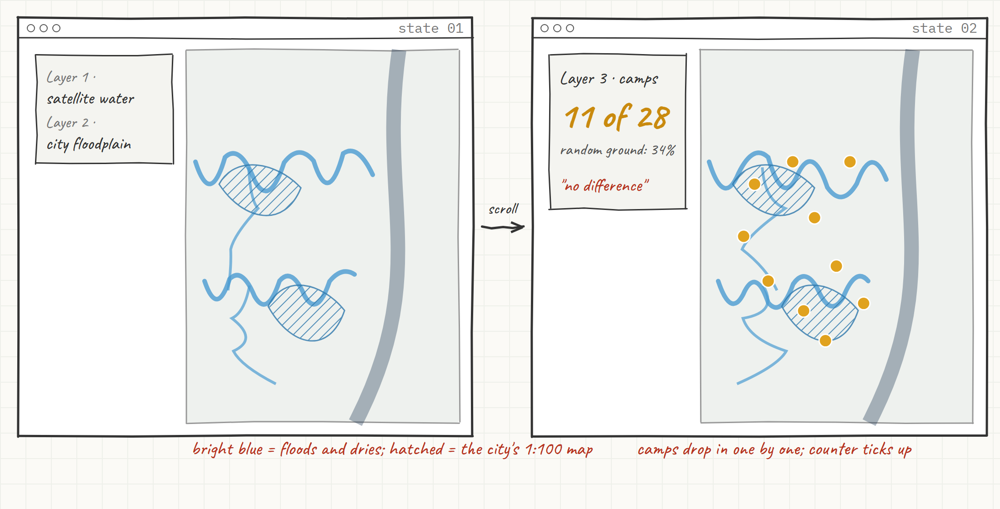 state 01
Layer 1 ·
satellite water
Layer 2 ·
city floodplain
scroll
state 02
Layer 3 · camps
11 of 28
random ground: 34%
"no difference"
bright blue = floods and dries; hatched = the city's 1:100 map
camps drop in one by one; counter ticks up